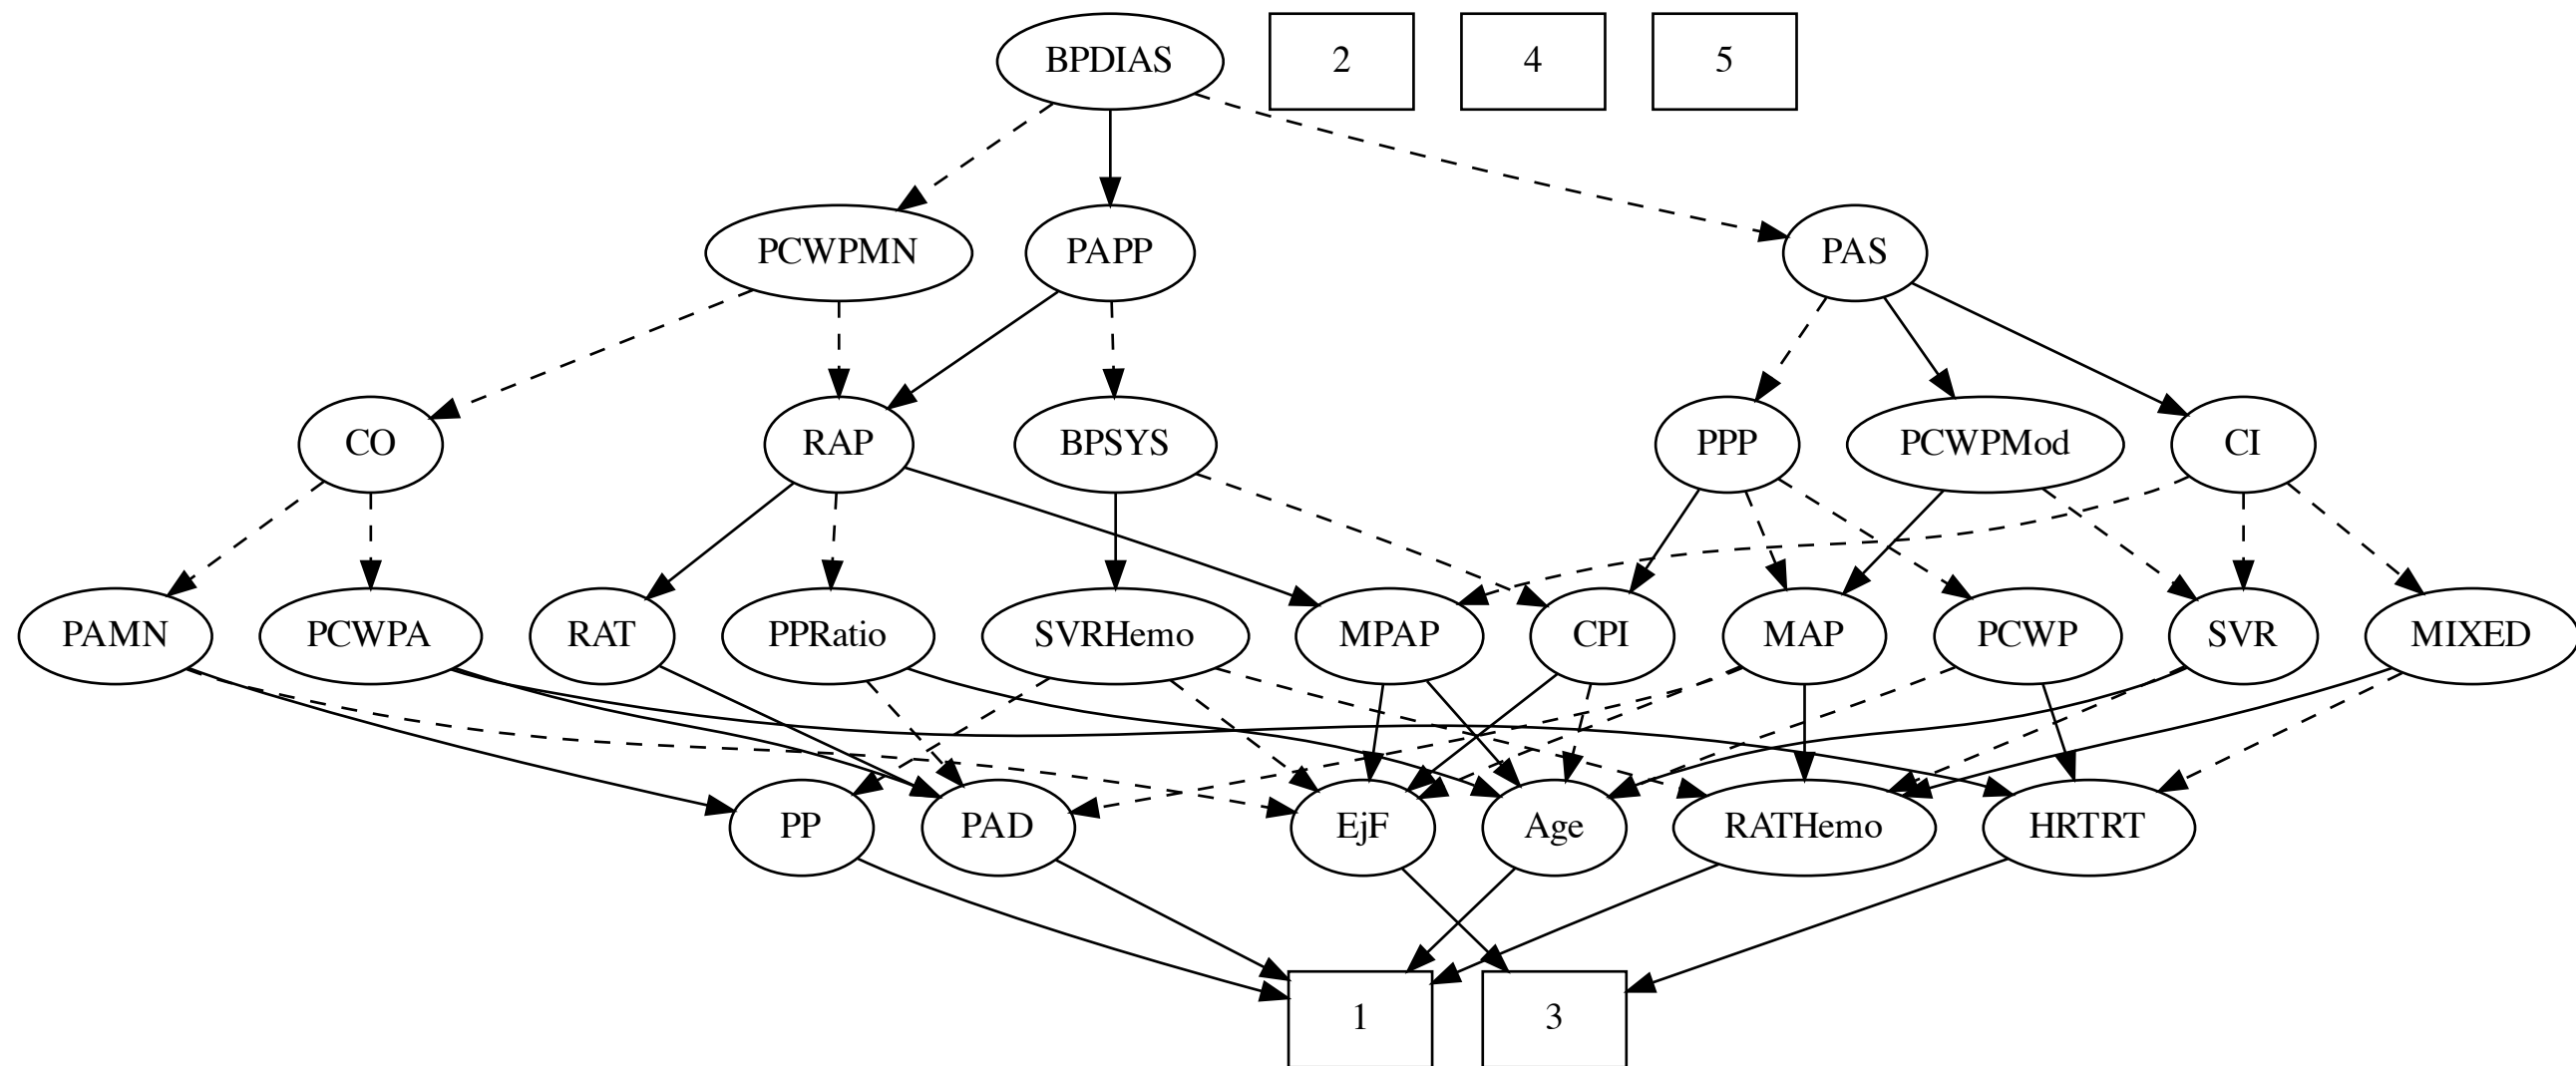 BPDIAS
2
4
5
PCWPMN
PAPP
PAS
CO
RAP
BPSYS
PPP
PCWPMod
CI
PAMN
PCWPA
RAT
PPRatio
SVRHemo
MPAP
CPI
MAP
PCWP
SVR
MIXED
PP
PAD
EjF
Age
RATHemo
HRTRT
1
3